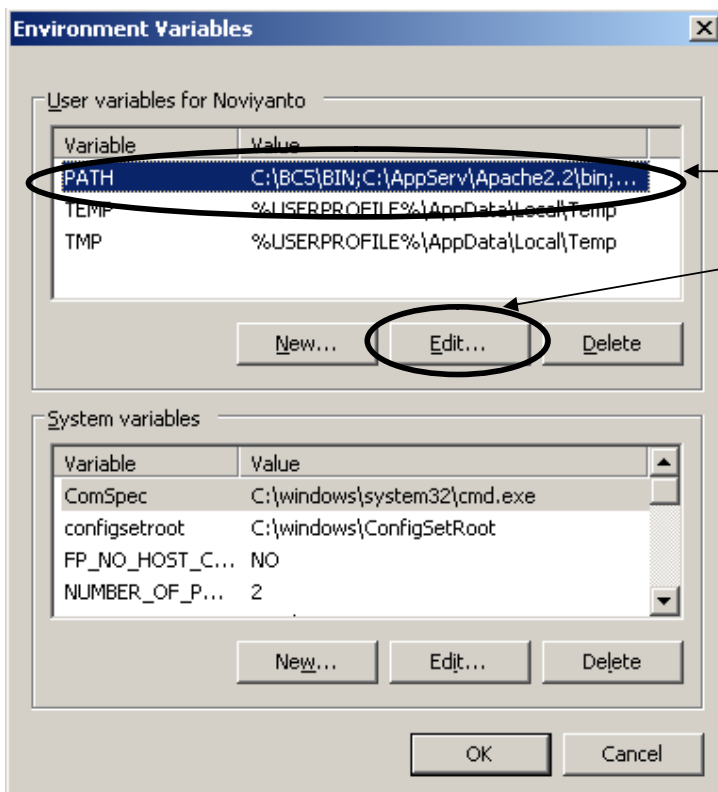 Environment Variables
User variables for Noviyanto
Variable Value
PATH C:\BC5\BIN;C:\AppServ\Apache2.2\bin;...
TEMP %USERPROFILE%\AppData\Local\Temp
TMP %USERPROFILE%\AppData\Local\Temp
New... Edit... Delete
System variables
Variable Value
ComSpec C:\windows\system32\cmd.exe
configsetroot C:\windows\ConfigSetRoot
FP_NO_HOST_C... NO
NUMBER_OF_P... 2
New... Edit... Delete
OK Cancel